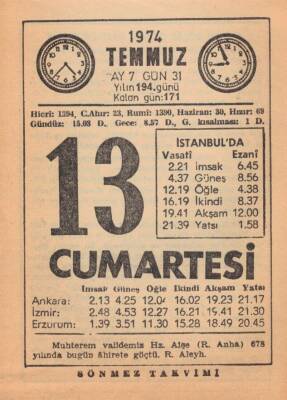 1974
TEMMUZ
AY 7 GÜN 31
Yılın 194. günü
Kalan gün: 171
Hicrî: 1394, C.Ahır: 23, Rumî: 1390, Haziran: 30, Hızır: 69
Gündüz: 15.03 D., Gece: 8.57 D., G. kısalması: 1 D.
13
İSTANBUL'DA
Vasatî Ezanî
2.21 imsak 6.45
4.37 Güneş 8.56
12.19 Öğle 4.38
16.19 ikindi 8.37
19.41 Akşam 12.00
21.39 Yatsı 1.58
CUMARTESİ
İmsak Güneş Öğle İkindi Akşam Yatsı
Ankara: 2.13 4.25 12.04 16.02 19.23 21.17
İzmir: 2.48 4.53 12.27 16.21 19.41 21.30
Erzurum: 1.39 3.51 11.30 15.28 18.49 20.45
Muhterem validemiz Hz. Aişe (R. Anha) 678
yılında bugün âhirete göçtü. R. Aleyh.
SÖNMEZ TAKVİMİ